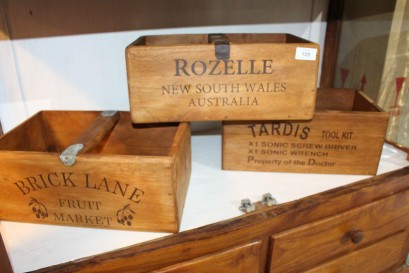 ROZELLE
NEW SOUTH WALES
AUSTRALIA
BRICK LANE
FRUIT
MARKET
TARDIS TOOL KIT
X1 SONIC SCREW DRIVER
X1 SONIC WRENCH
Property of the Doctor